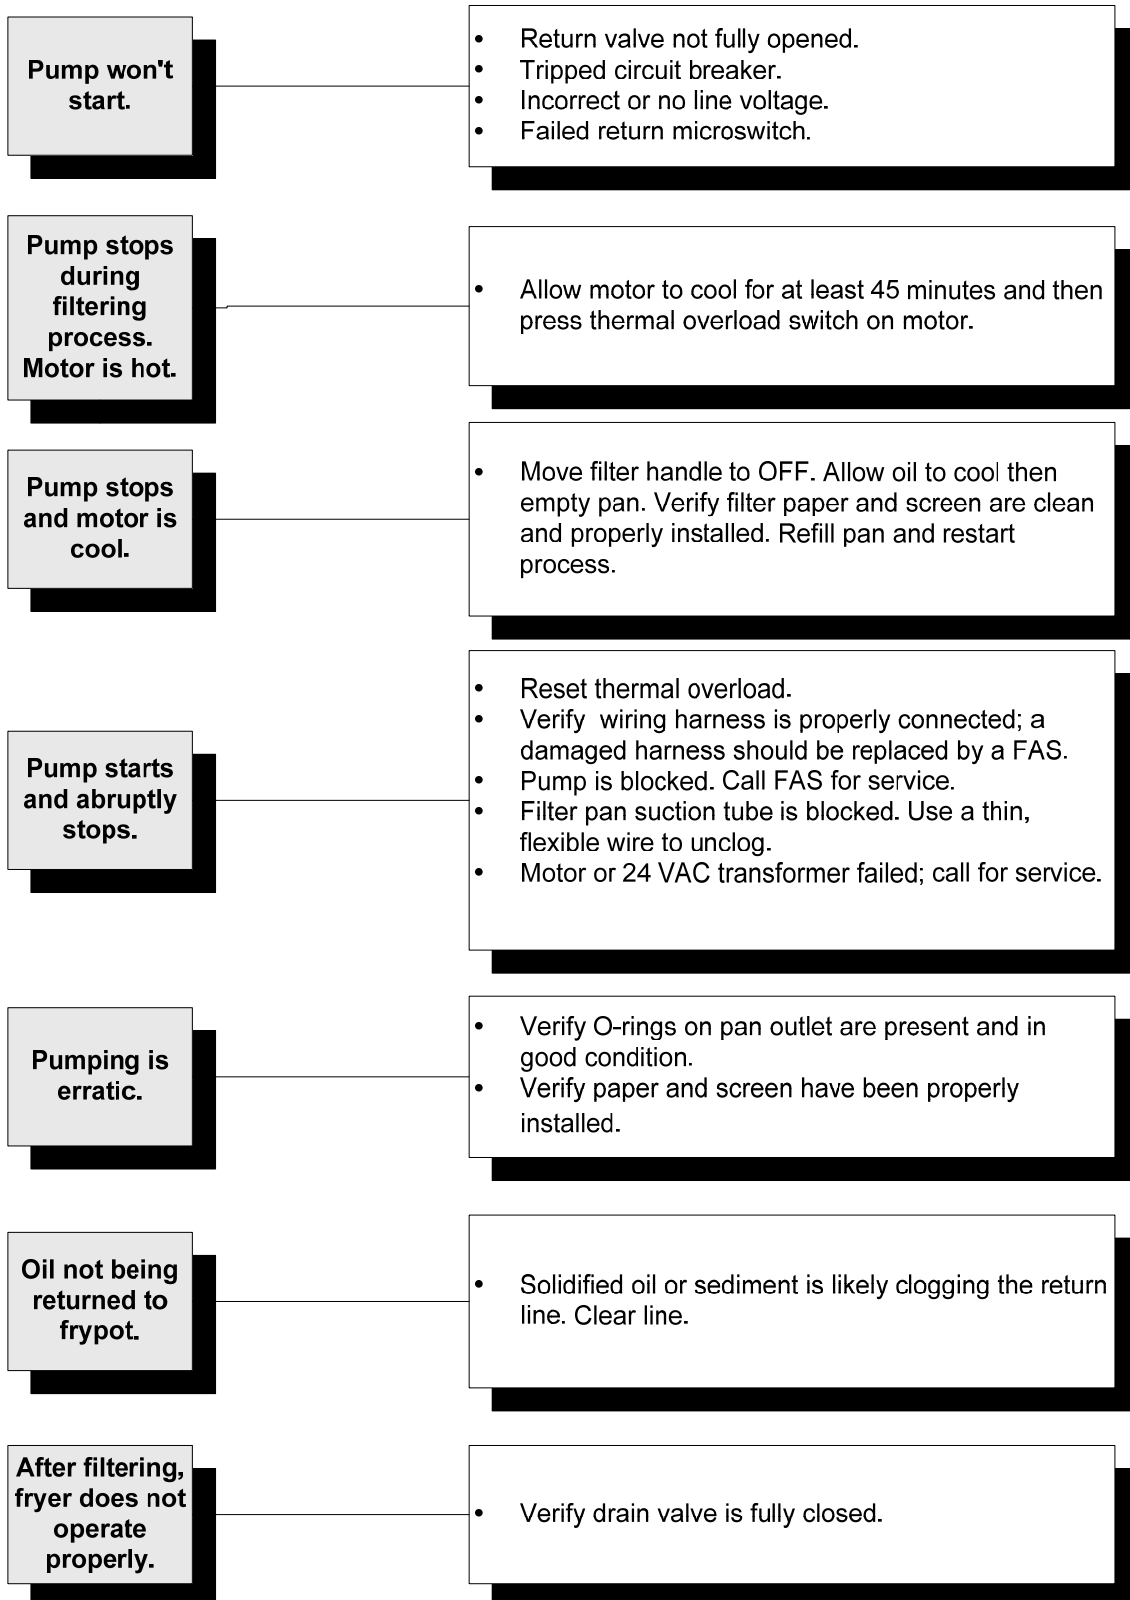 Pump won't
start.
• Return valve not fully opened.
• Tripped circuit breaker.
• Incorrect or no line voltage.
• Failed return microswitch.
Pump stops
during
filtering
process.
Motor is hot.
• Allow motor to cool for at least 45 minutes and then
press thermal overload switch on motor.
Pump stops
and motor is
cool.
• Move filter handle to OFF. Allow oil to cool then
empty pan. Verify filter paper and screen are clean
and properly installed. Refill pan and restart
process.
Pump starts
and abruptly
stops.
• Reset thermal overload.
• Verify wiring harness is properly connected; a
damaged harness should be replaced by a FAS.
• Pump is blocked. Call FAS for service.
• Filter pan suction tube is blocked. Use a thin,
flexible wire to unclog.
• Motor or 24 VAC transformer failed; call for service.
Pumping is
erratic.
• Verify O-rings on pan outlet are present and in
good condition.
• Verify paper and screen have been properly
installed.
Oil not being
returned to
frypot.
• Solidified oil or sediment is likely clogging the return
line. Clear line.
After filtering,
fryer does not
operate
properly.
• Verify drain valve is fully closed.